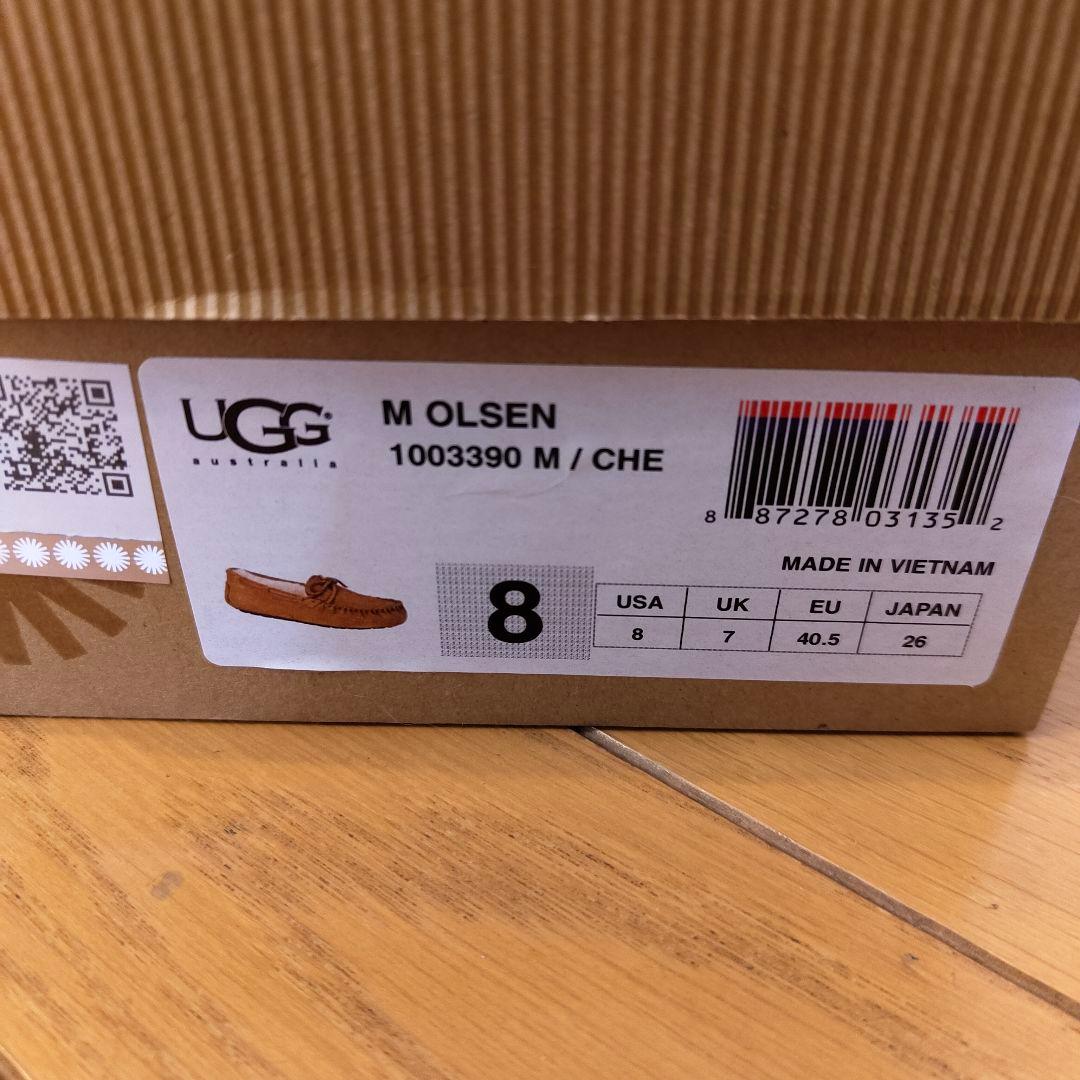 UGG®
australia
M OLSEN
1003390 M / CHE
8 87278 03135 2
MADE IN VIETNAM
8
USA UK EU JAPAN
8 7 40.5 26